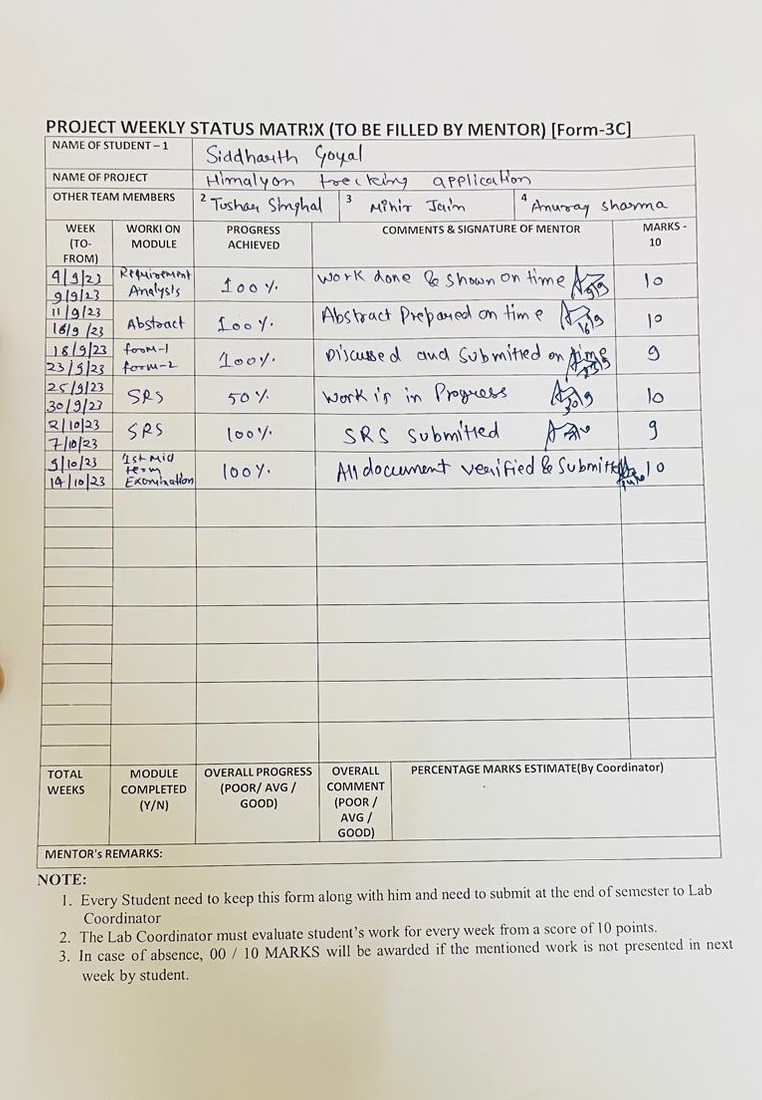 PROJECT WEEKLY STATUS MATRIX (TO BE FILLED BY MENTOR) [Form-3C]
NAME OF STUDENT – 1 Siddharth Goyal
NAME OF PROJECT Himalyan trecking application
OTHER TEAM MEMBERS 2 Tushar Singhal 3 Mihir Jain 4 Anurag Sharma
WEEK (TO-FROM) WORKI ON MODULE PROGRESS ACHIEVED COMMENTS & SIGNATURE OF MENTOR MARKS - 10
4/9/23 9/9/23 Requirement Analysis 100% Work done & shown on time 9/9 10
11/9/23 16/9/23 Abstract 100% Abstract Prepared on time 16/9 10
18/9/23 23/9/23 form-1 form-2 100% Discussed and Submitted on time 23/9 9
25/9/23 30/9/23 SRS 50% Work is in Progress 30/9 10
2/10/23 7/10/23 SRS 100% SRS Submitted 9
9/10/23 14/10/23 1st Mid term Examination 100% All document verified & Submitted 10
TOTAL WEEKS MODULE COMPLETED (Y/N) OVERALL PROGRESS (POOR/ AVG / GOOD) OVERALL COMMENT (POOR / AVG / GOOD) PERCENTAGE MARKS ESTIMATE(By Coordinator)
MENTOR's REMARKS:
NOTE:
1. Every Student need to keep this form along with him and need to submit at the end of semester to Lab
Coordinator
2. The Lab Coordinator must evaluate student's work for every week from a score of 10 points.
3. In case of absence, 00 / 10 MARKS will be awarded if the mentioned work is not presented in next
week by student.